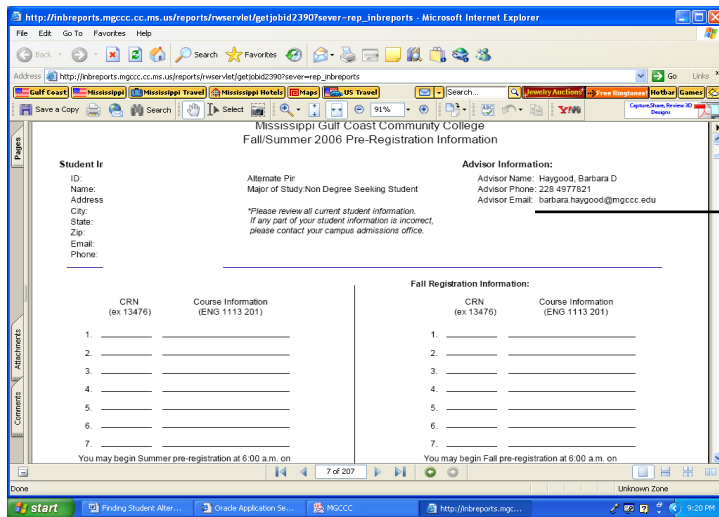 http://inbreports.mgccc.cc.ms.us/reports/rwservlet/getjobid2390?sever=rep_inbreports - Microsoft Internet Explorer
File Edit Go To Favorites Help
Back Search Favorites
Address http://inbreports.mgccc.cc.ms.us/reports/rwservlet/getjobid2390?sever=rep_inbreports Go Links
Gulf Coast Mississippi Mississippi Travel Mississippi Hotels Maps US Travel Search... Jewelry Auctions Free Ringtones Hotbar Games
Save a Copy Search Select 91% Y!
Capture,Share, Review 3D Designs
Pages
Mississippi Gulf Coast Community College
Fall/Summer 2006 Pre-Registration Information
Student Ir
ID:
Name:
Address
City:
State:
Zip:
Email:
Phone:
Alternate Pir
Major of Study:Non Degree Seeking Student
*Please review all current student information.
If any part of your student information is incorrect,
please contact your campus admissions office.
Advisor Information:
Advisor Name: Haygood, Barbara D
Advisor Phone: 228 4977821
Advisor Email: barbara.haygood@mgccc.edu
CRN Course Information
(ex 13476) (ENG 1113 201)
1.
2.
3.
4.
5.
6.
7.
You may begin Summer pre-registration at 6:00 a.m. on
Fall Registration Information:
CRN Course Information
(ex 13476) (ENG 1113 201)
1.
2.
3.
4.
5.
6.
7.
You may begin Fall pre-registration at 6:00 a.m. on
Attachments
Comments
7 of 207
Done Unknown Zone
start Finding Student Alter... Oracle Application Se... MGCCC http://inbreports.mgc... 9:20 PM